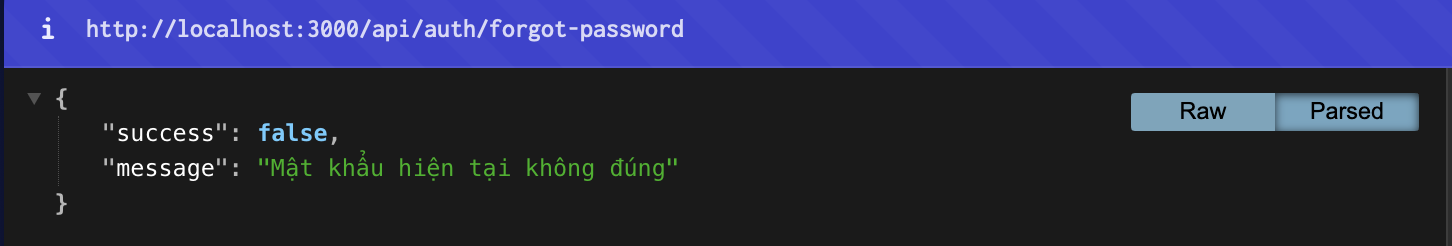 i http://localhost:3000/api/auth/forgot-password
{
Raw Parsed
"success": false,
"message": "Mật khẩu hiện tại không đúng"
}